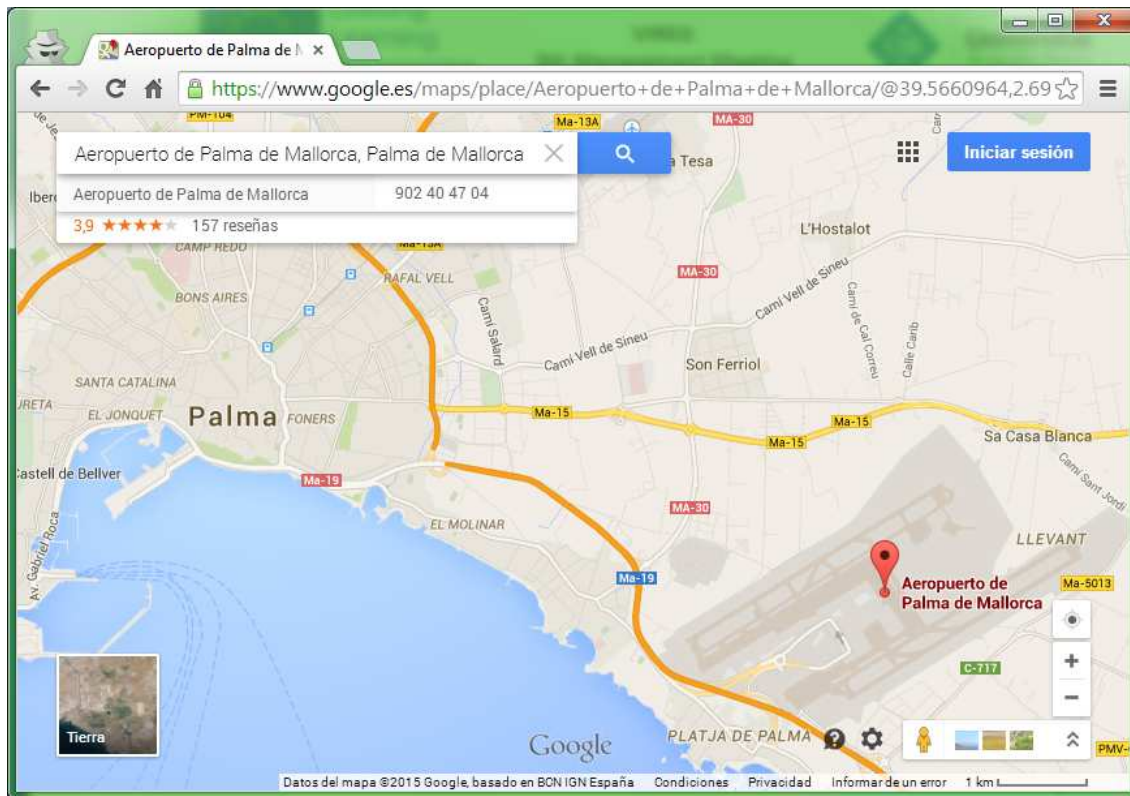 Aeropuerto de Palma de M
https://www.google.es/maps/place/Aeropuerto+de+Palma+de+Mallorca/@39.5660964,2.69
PM-104
Ma-13A
MA-30
Aeropuerto de Palma de Mallorca, Palma de Mallorca
a Tesa
Iniciar sesión
Aeropuerto de Palma de Mallorca 902 40 47 04
3,9 157 reseñas
L'Hostalot
CAMP REDO
Ma-13A
RAFAL VELL
MA-30
Camí Vell de Sineu
BONS AIRES
Camí Salard
Camí Vell de Sineu
Camí de Cal Correu
Calle Carib
Son Ferriol
SANTA CATALINA
EL JONQUET
Palma
FONERS
Ma-15
Ma-15
Ma-15
Sa Casa Blanca
Castell de Bellver
Ma-19
Camí Sant Jordi
MA-30
EL MOLINAR
LLEVANT
Av. Gabriel Roca
Ma-19
Aeropuerto de
Palma de Mallorca
Ma-5013
C-717
Tierra
Google
PLATJA DE PALMA
PMV-
Datos del mapa ©2015 Google, basado en BCN IGN España Condiciones Privacidad Informar de un error 1 km